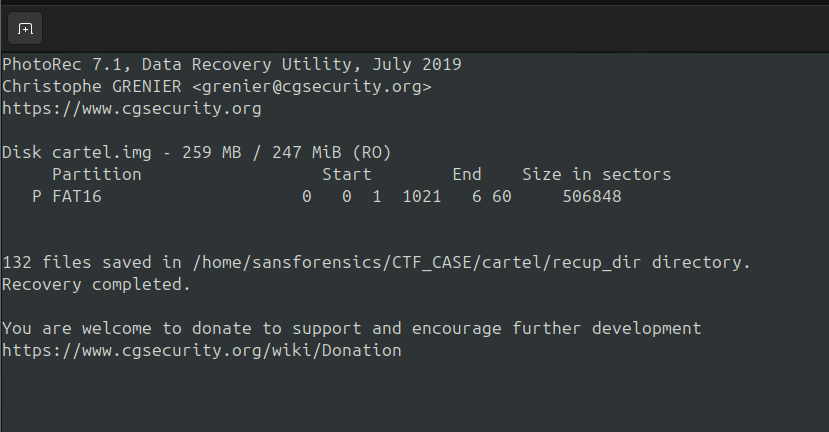 PhotoRec 7.1, Data Recovery Utility, July 2019
Christophe GRENIER <grenier@cgsecurity.org>
https://www.cgsecurity.org
Disk cartel.img - 259 MB / 247 MiB (RO)
Partition Start End Size in sectors
P FAT16 0 0 1 1021 6 60 506848
132 files saved in /home/sansforensics/CTF_CASE/cartel/recup_dir directory.
Recovery completed.
You are welcome to donate to support and encourage further development
https://www.cgsecurity.org/wiki/Donation